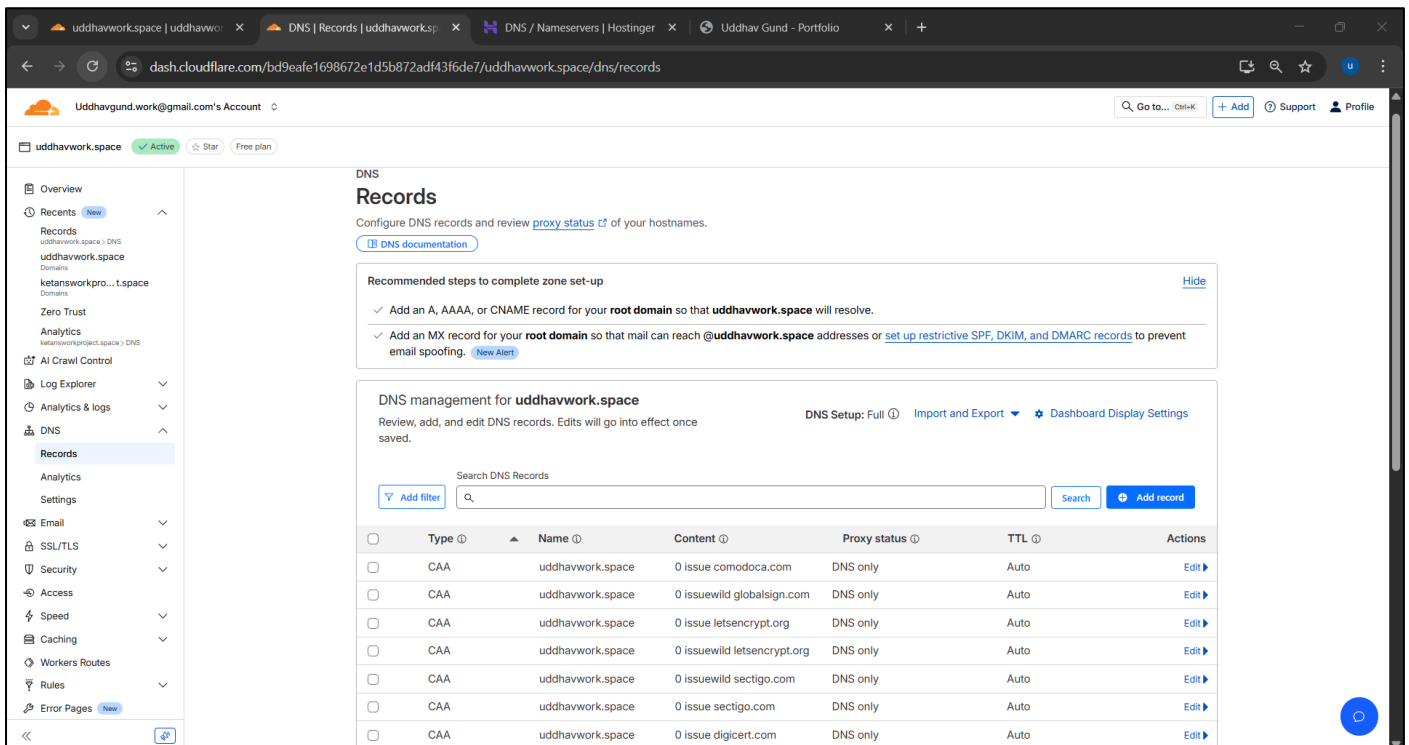 uddhavwork.space | uddhavwor
DNS | Records | uddhavwork.sp
DNS / Nameservers | Hostinger
Uddhav Gund - Portfolio
dash.cloudflare.com/bd9eafe1698672e1d5b872adf43f6de7/uddhavwork.space/dns/records
u
Uddhavgund.work@gmail.com's Account
Go to... Ctrl+K
+ Add
Support
Profile
uddhavwork.space
Active
Star
Free plan
Overview
Recents New
Records
uddhavwork.space > DNS
uddhavwork.space
Domains
ketansworkpro... t.space
Domains
Zero Trust
Analytics
ketansworkproject.space > DNS
AI Crawl Control
Log Explorer
Analytics & logs
DNS
Records
Analytics
Settings
Email
SSL/TLS
Security
Access
Speed
Caching
Workers Routes
Rules
Error Pages New
DNS
Records
Configure DNS records and review proxy status of your hostnames.
DNS documentation
Recommended steps to complete zone set-up
Hide
Add an A, AAAA, or CNAME record for your root domain so that uddhavwork.space will resolve.
Add an MX record for your root domain so that mail can reach @uddhavwork.space addresses or set up restrictive SPF, DKIM, and DMARC records to prevent
email spoofing. New Alert
DNS management for uddhavwork.space
Review, add, and edit DNS records. Edits will go into effect once
saved.
DNS Setup: Full
Import and Export
Dashboard Display Settings
Search DNS Records
Add filter
Search
Add record
Type Name Content Proxy status TTL Actions
CAA uddhavwork.space 0 issue comodoca.com DNS only Auto Edit
CAA uddhavwork.space 0 issuewild globalsign.com DNS only Auto Edit
CAA uddhavwork.space 0 issue letsencrypt.org DNS only Auto Edit
CAA uddhavwork.space 0 issuewild letsencrypt.org DNS only Auto Edit
CAA uddhavwork.space 0 issuewild sectigo.com DNS only Auto Edit
CAA uddhavwork.space 0 issue sectigo.com DNS only Auto Edit
CAA uddhavwork.space 0 issue digicert.com DNS only Auto Edit